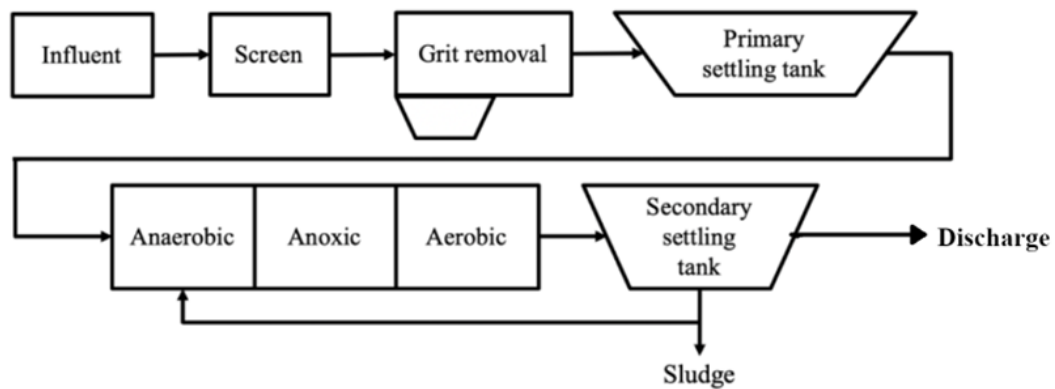 Influent
Screen
Grit removal
Primary
settling tank
Anaerobic
Anoxic
Aerobic
Secondary
settling
tank
Discharge
Sludge